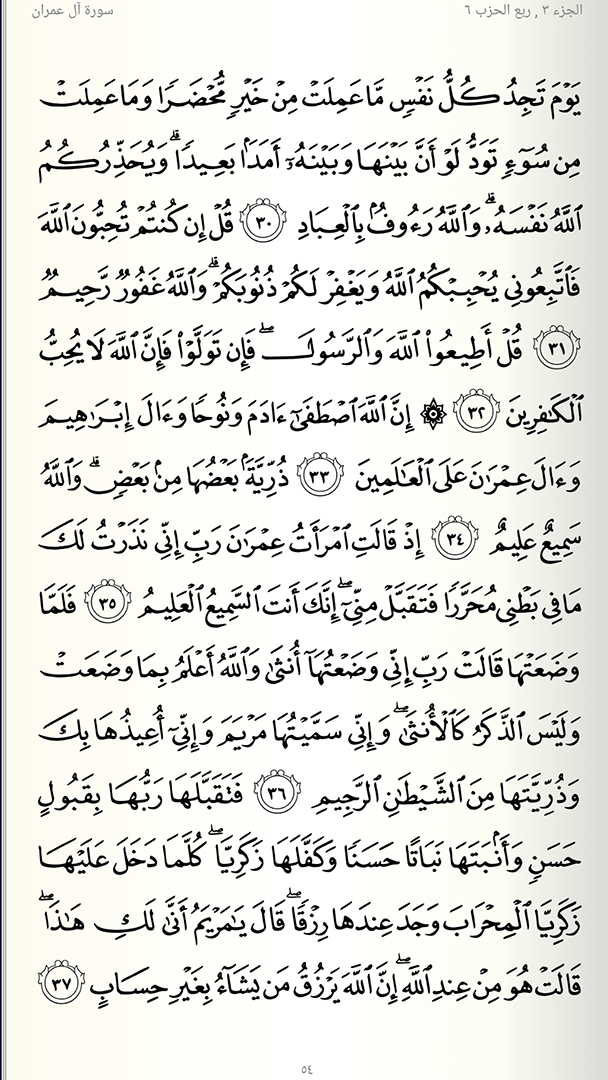 الجزء ٣ , ربع الحزب ٦
سورة آل عمران
يَوْمَ تَجِدُ كُلُّ نَفْسٍ مَّا عَمِلَتْ مِنْ خَيْرٍ مُّحْضَرًا وَمَا عَمِلَتْ
مِن سُوٓءٍ تَوَدُّ لَوْ أَنَّ بَيْنَهَا وَبَيْنَهُۥٓ أَمَدَۢا بَعِيدًا ۗ وَيُحَذِّرُكُمُ
ٱللَّهُ نَفْسَهُۥ ۗ وَٱللَّهُ رَءُوفُۢ بِٱلْعِبَادِ ٣٠ قُلْ إِن كُنتُمْ تُحِبُّونَ ٱللَّهَ
فَٱتَّبِعُونِى يُحْبِبْكُمُ ٱللَّهُ وَيَغْفِرْ لَكُمْ ذُنُوبَكُمْ ۗ وَٱللَّهُ غَفُورٌ رَّحِيمٌ
٣١ قُلْ أَطِيعُوا۟ ٱللَّهَ وَٱلرَّسُولَ ۖ فَإِن تَوَلَّوْا۟ فَإِنَّ ٱللَّهَ لَا يُحِبُّ
ٱلْكَـٰفِرِينَ ٣٢ ۞ إِنَّ ٱللَّهَ ٱصْطَفَىٰٓ ءَادَمَ وَنُوحًا وَءَالَ إِبْرَٰهِيمَ
وَءَالَ عِمْرَٰنَ عَلَى ٱلْعَـٰلَمِينَ ٣٣ ذُرِّيَّةًۢ بَعْضُهَا مِنۢ بَعْضٍ ۗ وَٱللَّهُ
سَمِيعٌ عَلِيمٌ ٣٤ إِذْ قَالَتِ ٱمْرَأَتُ عِمْرَٰنَ رَبِّ إِنِّى نَذَرْتُ لَكَ
مَا فِى بَطْنِى مُحَرَّرًا فَتَقَبَّلْ مِنِّىٓ ۖ إِنَّكَ أَنتَ ٱلسَّمِيعُ ٱلْعَلِيمُ ٣٥ فَلَمَّا
وَضَعَتْهَا قَالَتْ رَبِّ إِنِّى وَضَعْتُهَآ أُنثَىٰ وَٱللَّهُ أَعْلَمُ بِمَا وَضَعَتْ
وَلَيْسَ ٱلذَّكَرُ كَٱلْأُنثَىٰ ۖ وَإِنِّى سَمَّيْتُهَا مَرْيَمَ وَإِنِّىٓ أُعِيذُهَا بِكَ
وَذُرِّيَّتَهَا مِنَ ٱلشَّيْطَـٰنِ ٱلرَّجِيمِ ٣٦ فَتَقَبَّلَهَا رَبُّهَا بِقَبُولٍ
حَسَنٍ وَأَنۢبَتَهَا نَبَاتًا حَسَنًا وَكَفَّلَهَا زَكَرِيَّا ۖ كُلَّمَا دَخَلَ عَلَيْهَا
زَكَرِيَّا ٱلْمِحْرَابَ وَجَدَ عِندَهَا رِزْقًا ۖ قَالَ يَـٰمَرْيَمُ أَنَّىٰ لَكِ هَـٰذَا ۖ
قَالَتْ هُوَ مِنْ عِندِ ٱللَّهِ ۖ إِنَّ ٱللَّهَ يَرْزُقُ مَن يَشَآءُ بِغَيْرِ حِسَابٍ ٣٧
٥٤